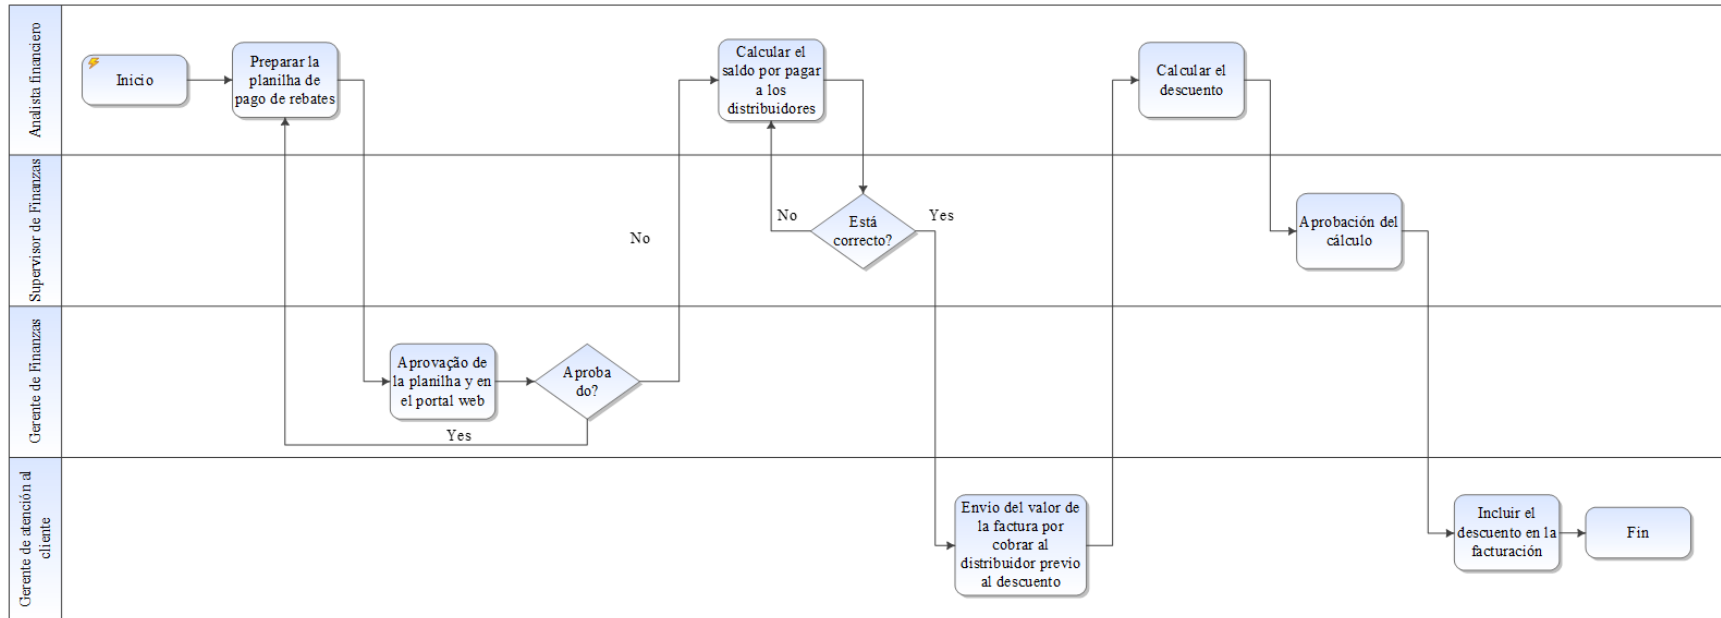 Analista financiero
Inicio
Preparar la
planilha de
pago de rebates
Calcular el
saldo por pagar
a los
distribuidores
Calcular el
descuento
Supervisor de Finanzas
No
No
Está
correcto?
Yes
Aprobación del
cálculo
Gerente de Finanzas
Aprovação de
la planilha y en
el portal web
Aproba
do?
Yes
Gerente de atención al
cliente
Envio del valor de
la factura por
cobrar al
distribuidor previo
al descuento
Incluir el
descuento en la
facturación
Fin